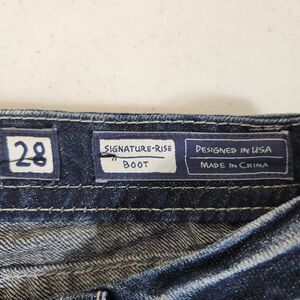 28
SIGNATURE-RISE
BOOT
DESIGNED IN USA
MADE IN CHINA